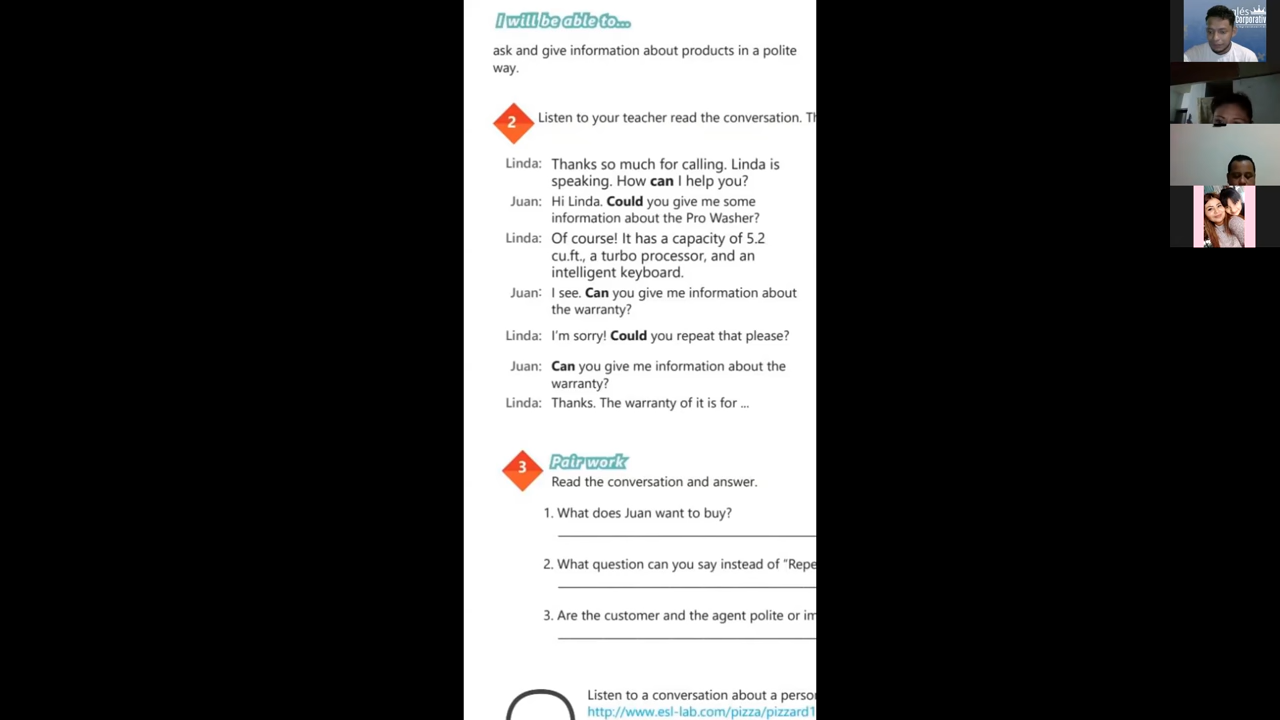 I will be able to...
ask and give information about products in a polite
way.
2 Listen to your teacher read the conversation.
Linda: Thanks so much for calling. Linda is
speaking. How can I help you?
Juan: Hi Linda. Could you give me some
information about the Pro Washer?
Linda: Of course! It has a capacity of 5.2
cu.ft., a turbo processor, and an
intelligent keyboard.
Juan: I see. Can you give me information about
the warranty?
Linda: I'm sorry! Could you repeat that please?
Juan: Can you give me information about the
warranty?
Linda: Thanks. The warranty of it is for ...
3 Pair work
Read the conversation and answer.
1. What does Juan want to buy?
2. What question can you say instead of “Repe
3. Are the customer and the agent polite or im
Listen to a conversation about a perso
http://www.esl-lab.com/pizza/pizzard1
glés
Corporativ